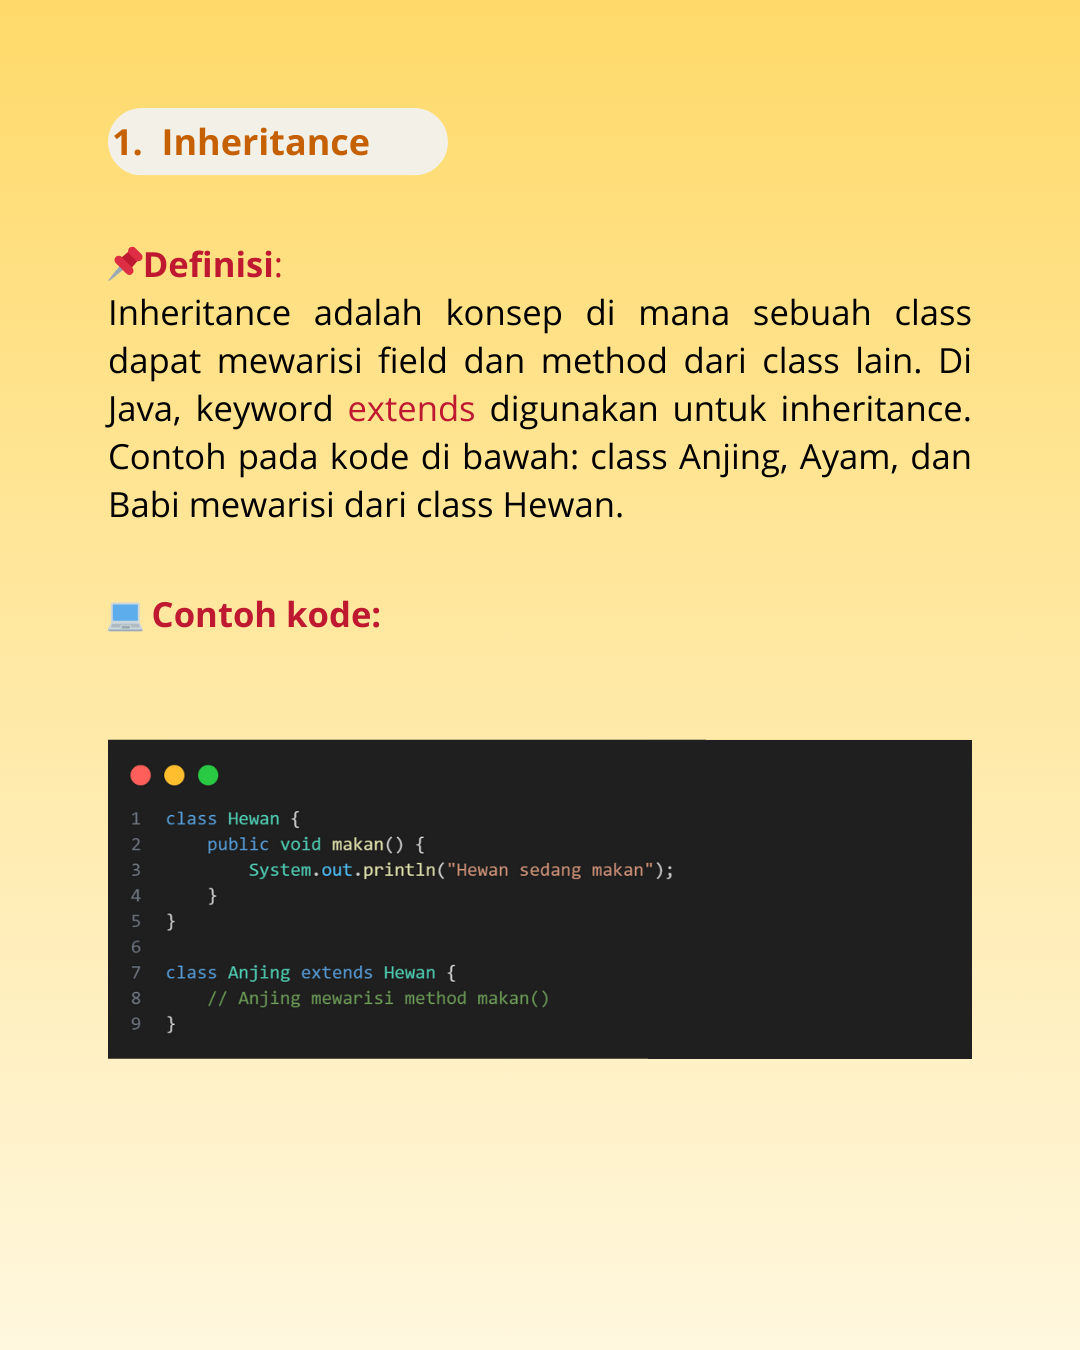 1. Inheritance
📌Definisi:
Inheritance adalah konsep di mana sebuah class
dapat mewarisi field dan method dari class lain. Di
Java, keyword extends digunakan untuk inheritance.
Contoh pada kode di bawah: class Anjing, Ayam, dan
Babi mewarisi dari class Hewan.
💻 Contoh kode:
1 class Hewan {
2     public void makan() {
3         System.out.println("Hewan sedang makan");
4     }
5 }
6
7 class Anjing extends Hewan {
8     // Anjing mewarisi method makan()
9 }